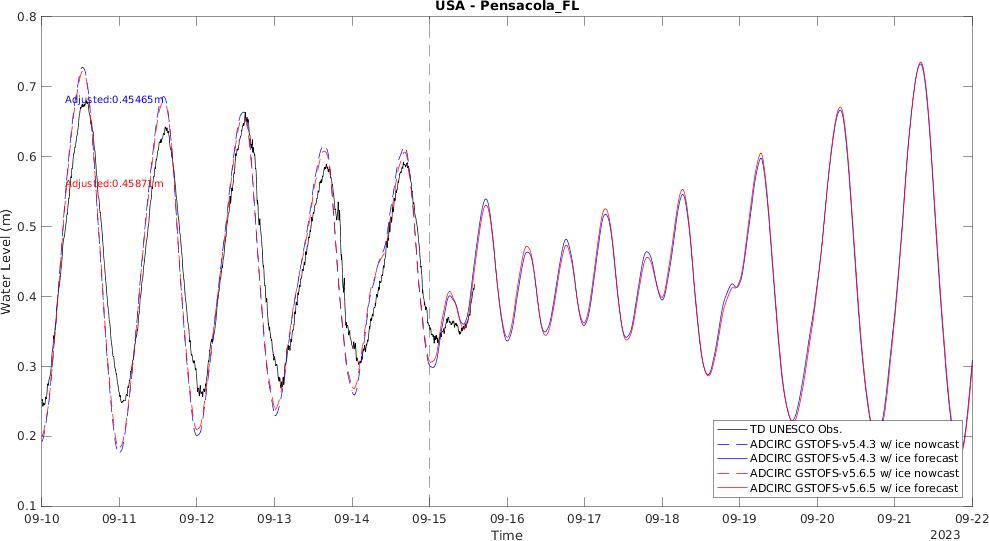 USA - Pensacola_FL
0.8
0.7
Adjusted:0.45465m
0.6
Adjusted:0.45871m
0.5
Water Level (m)
0.4
0.3
0.2
0.1
TD UNESCO Obs.
ADCIRC GSTOFS-v5.4.3 w/ ice nowcast
ADCIRC GSTOFS-v5.4.3 w/ ice forecast
ADCIRC GSTOFS-v5.6.5 w/ ice nowcast
ADCIRC GSTOFS-v5.6.5 w/ ice forecast
09-10 09-11 09-12 09-13 09-14 09-15 09-16 09-17 09-18 09-19 09-20 09-21 09-22
Time
2023